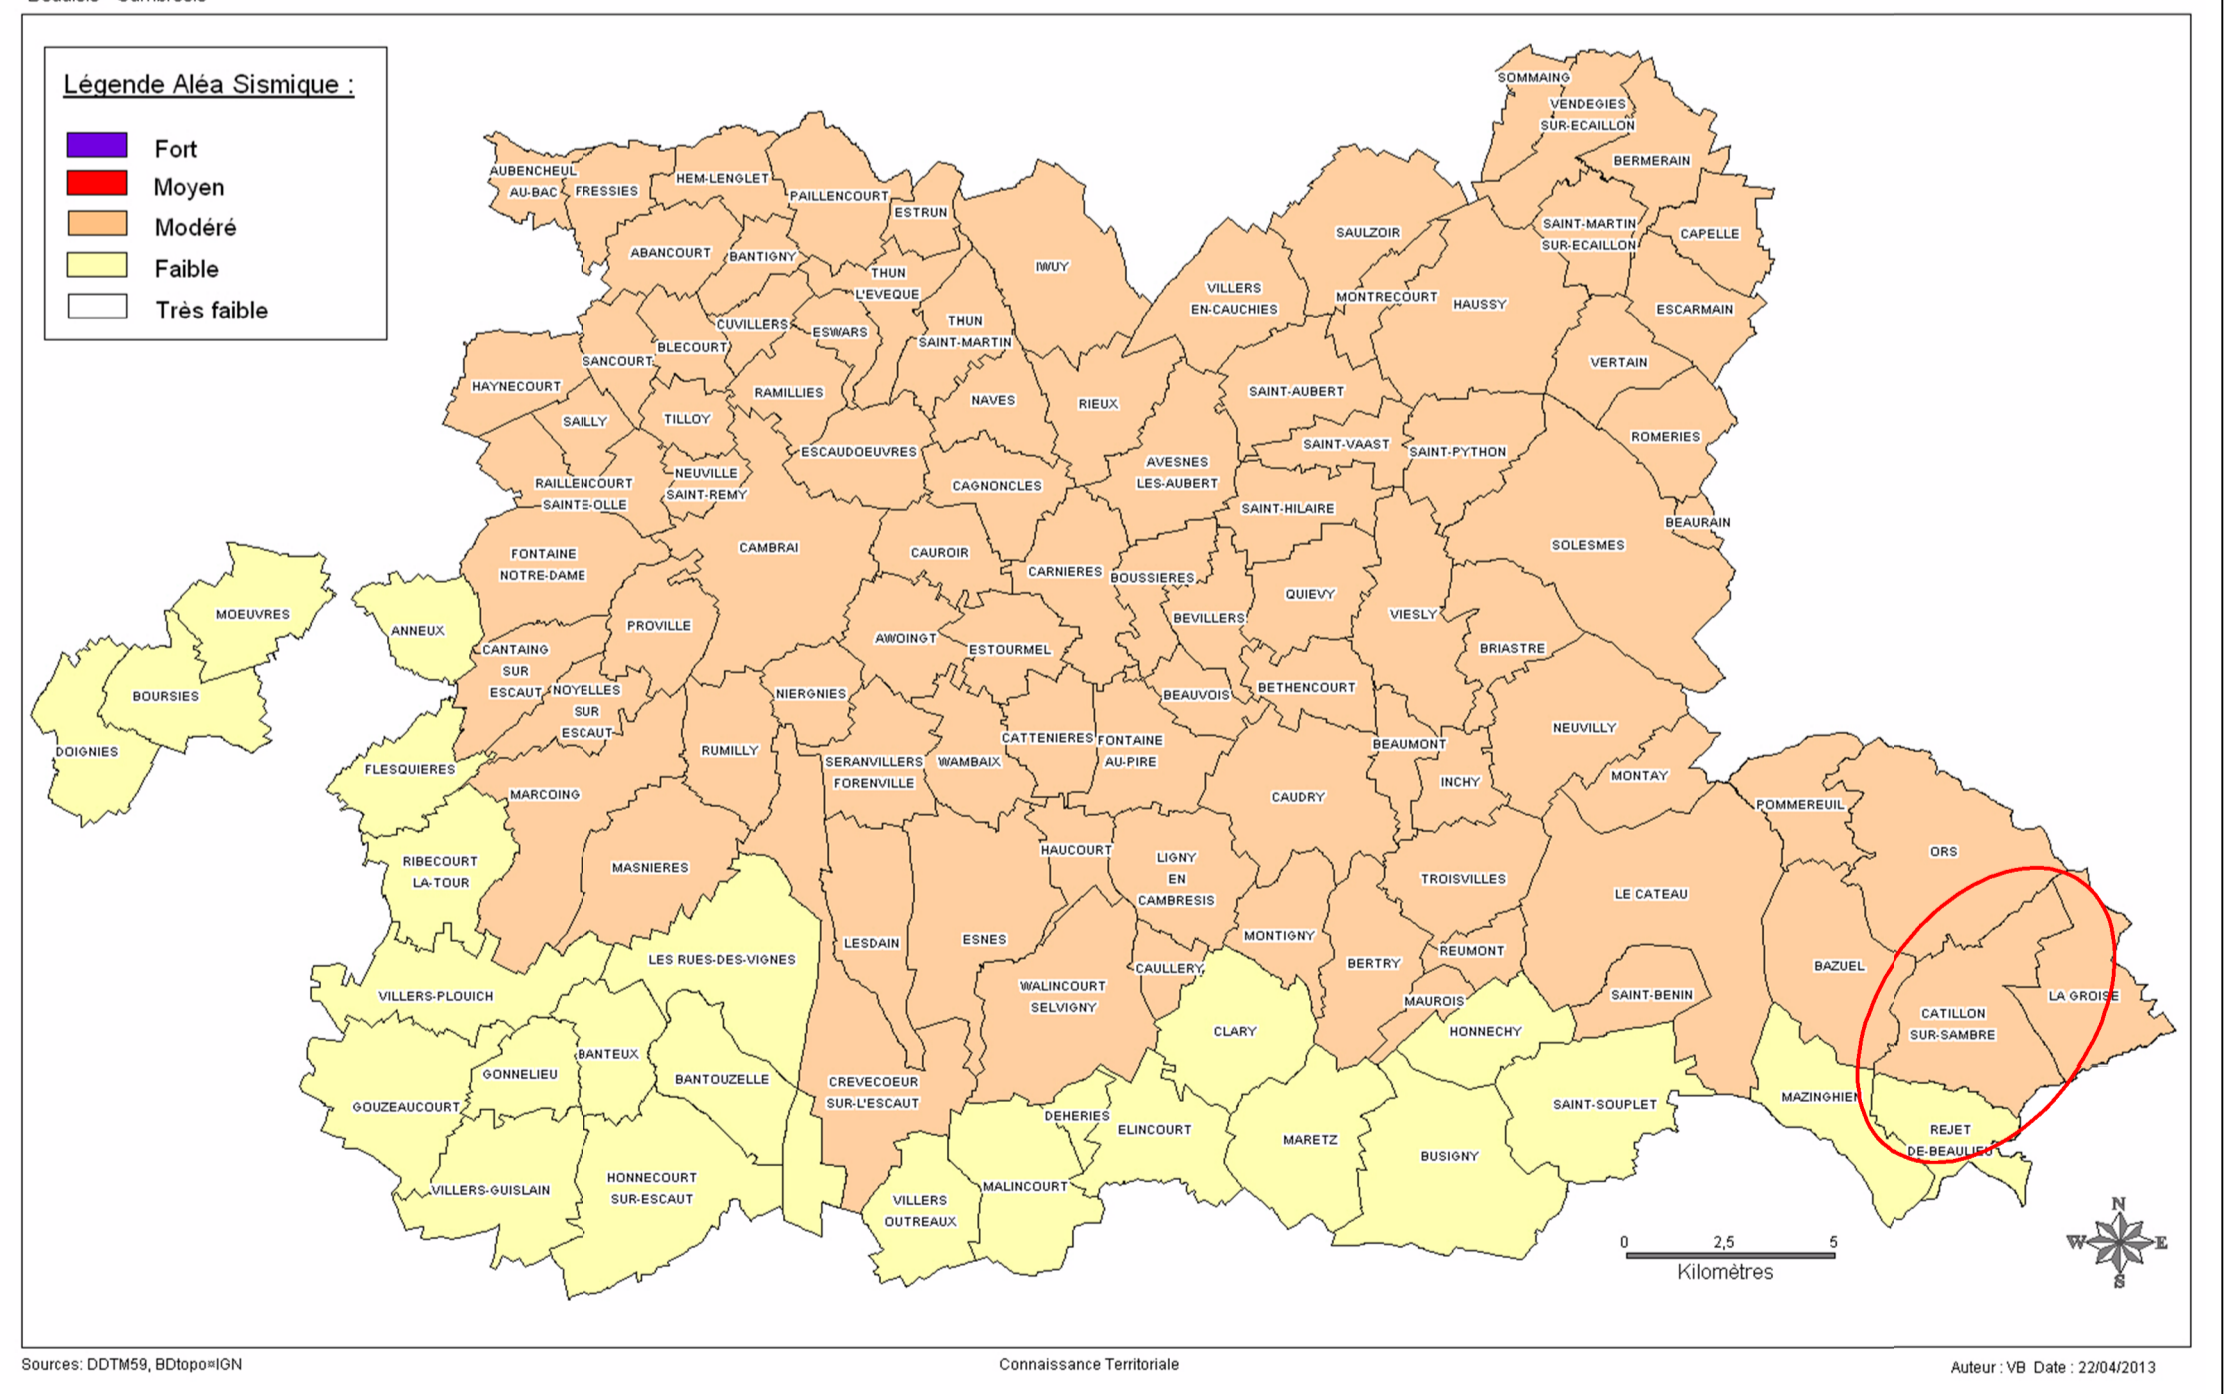 Légende Aléa Sismique :
Fort
Moyen
Modéré
Faible
Très faible
SOMMAING
VENDEGIES
SUR-ECAILLON
BERMERAIN
AUBENCHEUL
AU-BAC
FRESSIES
HEM-LENGLET
PAILLENCOURT
ESTRUN
SAINT-MARTIN
SUR-ECAILLON
CAPELLE
SAULZOIR
ABANCOURT
BANTIGNY
THUN
L'EVEQUE
IWUY
VILLERS
EN-CAUCHIES
MONTRECOURT
HAUSSY
ESCARMAIN
CUVILLERS
ESWARS
THUN
SAINT-MARTIN
BLECOURT
SANCOURT
VERTAIN
HAYNECOURT
RAMILLIES
NAVES
RIEUX
SAINT-AUBERT
SAILLY
TILLOY
ROMERIES
SAINT-VAAST
SAINT-PYTHON
ESCAUDOEUVRES
AVESNES
LES-AUBERT
NEUVILLE
SAINT-REMY
RAILLENCOURT
SAINTE-OLLE
CAGNONCLES
SAINT-HILAIRE
BEAURAIN
SOLESMES
CAMBRAI
FONTAINE
NOTRE-DAME
CAUROIR
CARNIERES
BOUSSIERES
QUIEVY
VIESLY
MOEUVRES
ANNEUX
BEVILLERS
PROVILLE
AWOINGT
ESTOURMEL
BRIASTRE
CANTAING
SUR
ESCAUT
NOYELLES
SUR
ESCAUT
BOURSIES
NIERGNIES
BEAUVOIS
BETHENCOURT
NEUVILLY
DOIGNIES
RUMILLY
CATTENIERES
FONTAINE
AU-PIRE
BEAUMONT
SERANVILLERS
FORENVILLE
WAMBAIX
FLESQUIERES
INCHY
MONTAY
MARCOING
CAUDRY
POMMEREUIL
HAUCOURT
ORS
LIGNY
EN
CAMBRESIS
RIBECOURT
LA-TOUR
MASNIERES
TROISVILLES
LE CATEAU
MONTIGNY
LESDAIN
ESNES
REUMONT
LES RUES-DES-VIGNES
BERTRY
BAZUEL
CAULLERY
WALINCOURT
SELVIGNY
VILLERS-PLOUICH
MAUROIS
SAINT-BENIN
LA GROISE
CATILLON
SUR-SAMBRE
CLARY
HONNECHY
BANTEUX
GONNELIEU
BANTOUZELLE
CREVECOEUR
SUR-L'ESCAUT
MAZINGHIEN
GOUZEAUCOURT
SAINT-SOUPLET
DEHERIES
ELINCOURT
REJET
DE-BEAULIEU
MARETZ
BUSIGNY
HONNECOURT
SUR-ESCAUT
VILLERS-GUISLAIN
MALINCOURT
VILLERS
OUTREAUX
N
W E
S
0 2,5 5
Kilomètres
Sources: DDTM59, BDtopo¤IGN
Connaissance Territoriale
Auteur : VB Date : 22/04/2013